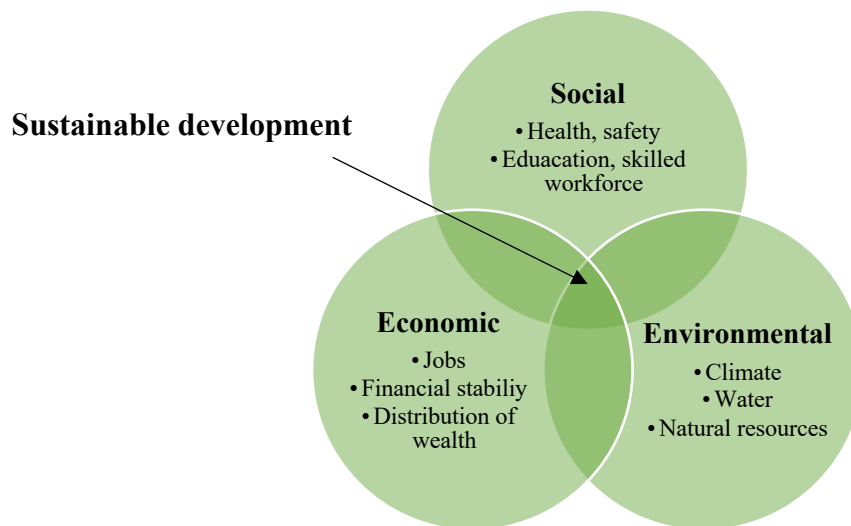 Social
• Health, safety
• Eduacation, skilled
workforce
Sustainable development
Economic
• Jobs
• Financial stabiliy
• Distribution of
wealth
Environmental
• Climate
• Water
• Natural resources